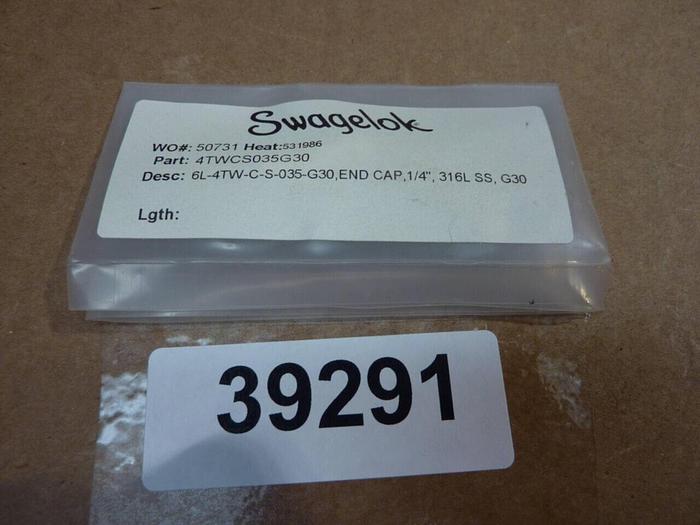 Swagelok
WO#: 50731 Heat:531986
Part: 4TWCS035G30
Desc: 6L-4TW-C-S-035-G30,END CAP,1/4", 316L SS, G30
Lgth:
39291